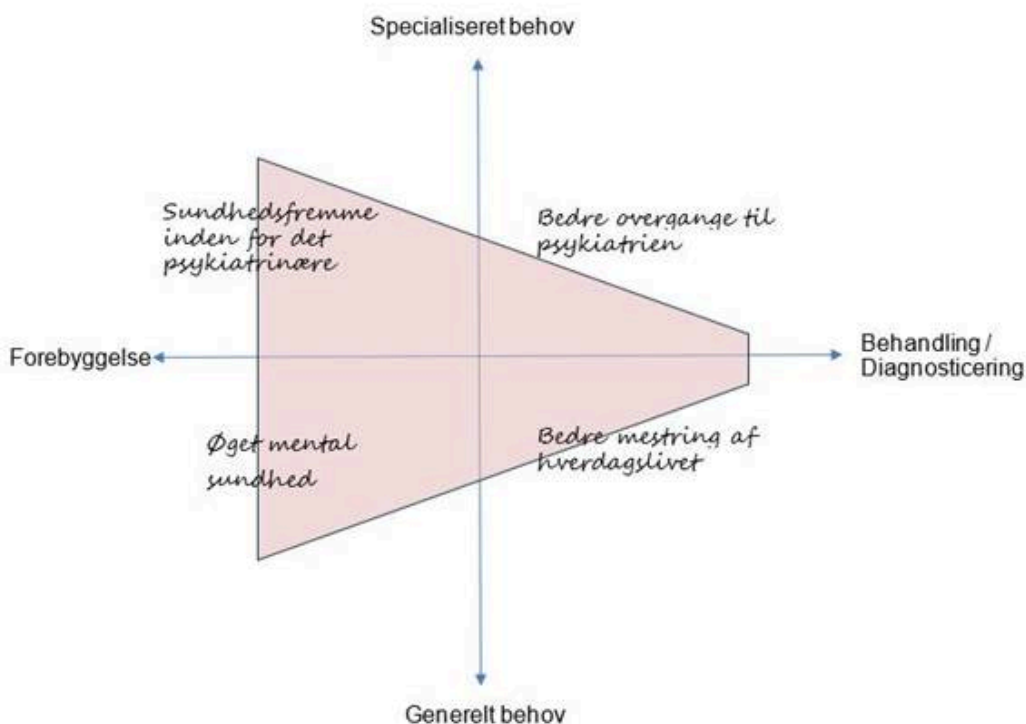 Specialiseret behov
Sundhedsfremme
inden for det
psykiatrinære
Bedre overgange til
psykiatrien
Forebyggelse
Behandling /
Diagnosticering
Øget mental
sundhed
Bedre mestring af
hverdagslivet
Generelt behov